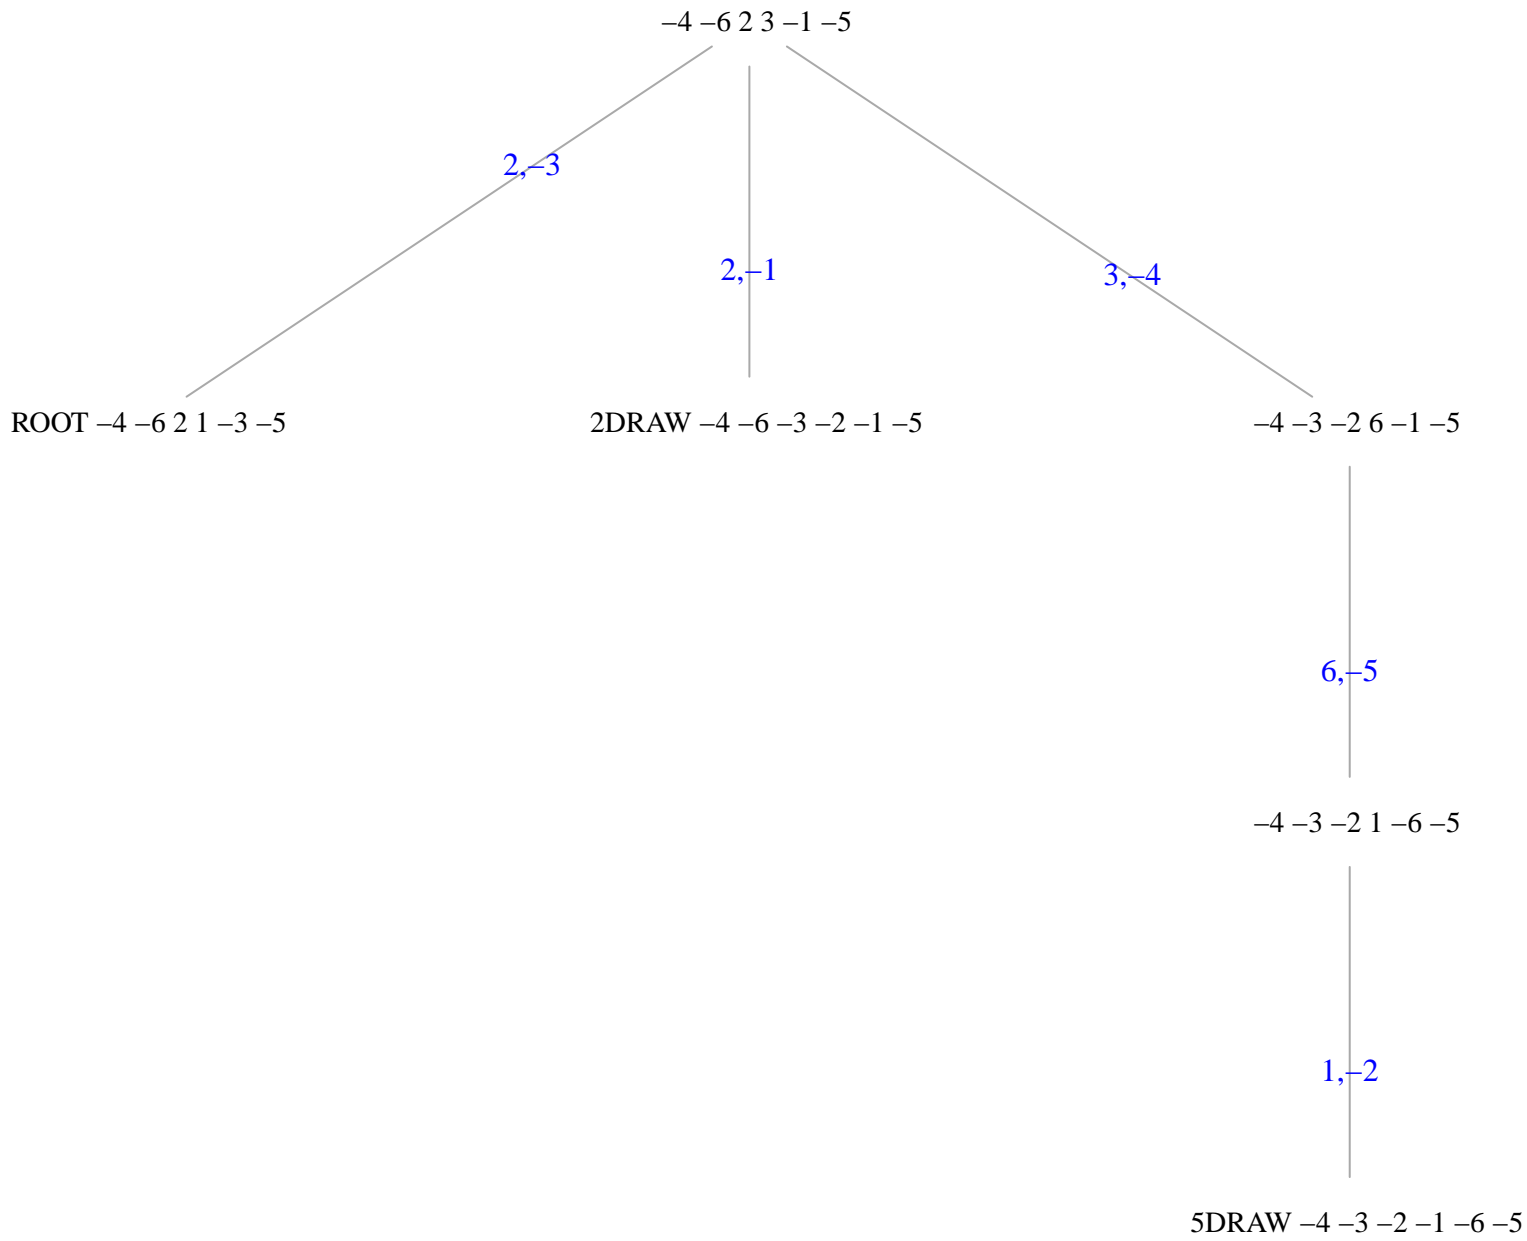 –4 –6 2 3 –1 –5
2,–3
2,–1
3,–4
ROOT –4 –6 2 1 –3 –5
2DRAW –4 –6 –3 –2 –1 –5
–4 –3 –2 6 –1 –5
6,–5
–4 –3 –2 1 –6 –5
1,–2
5DRAW –4 –3 –2 –1 –6 –5